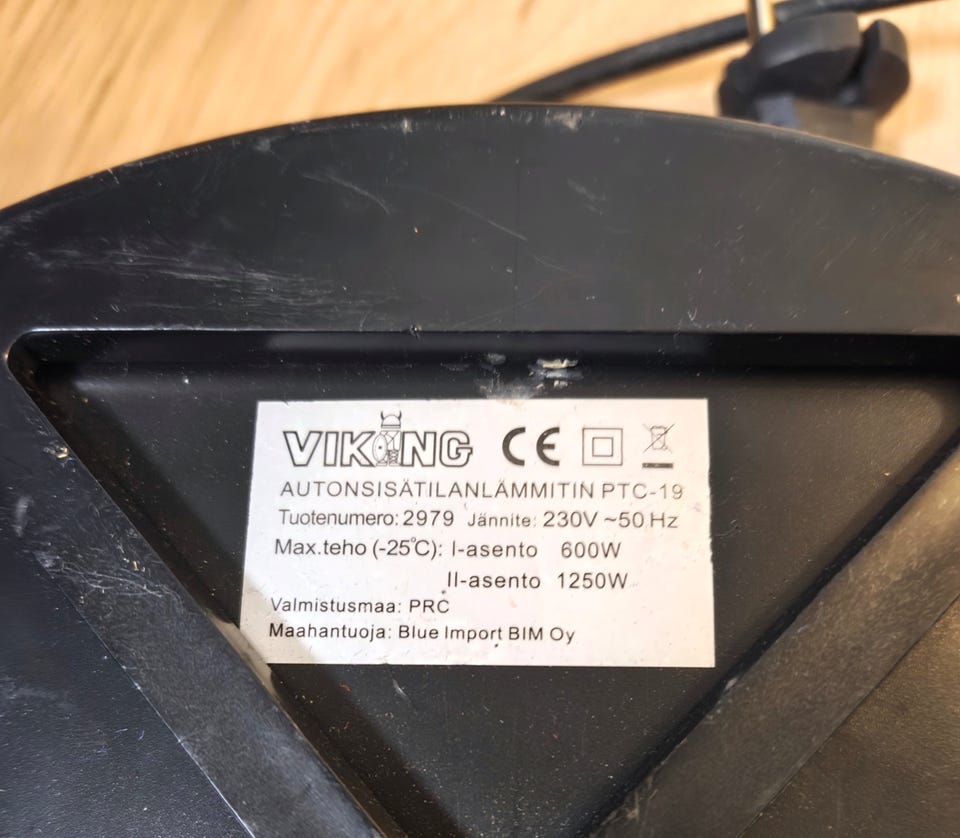 VIKING CE
AUTONSISÄTILANLÄMMITIN PTC-19
Tuotenumero: 2979 Jännite: 230V ~50 Hz
Max.teho (-25℃): I-asento 600W
II-asento 1250W
Valmistusmaa: PRC
Maahantuoja: Blue Import BIM Oy